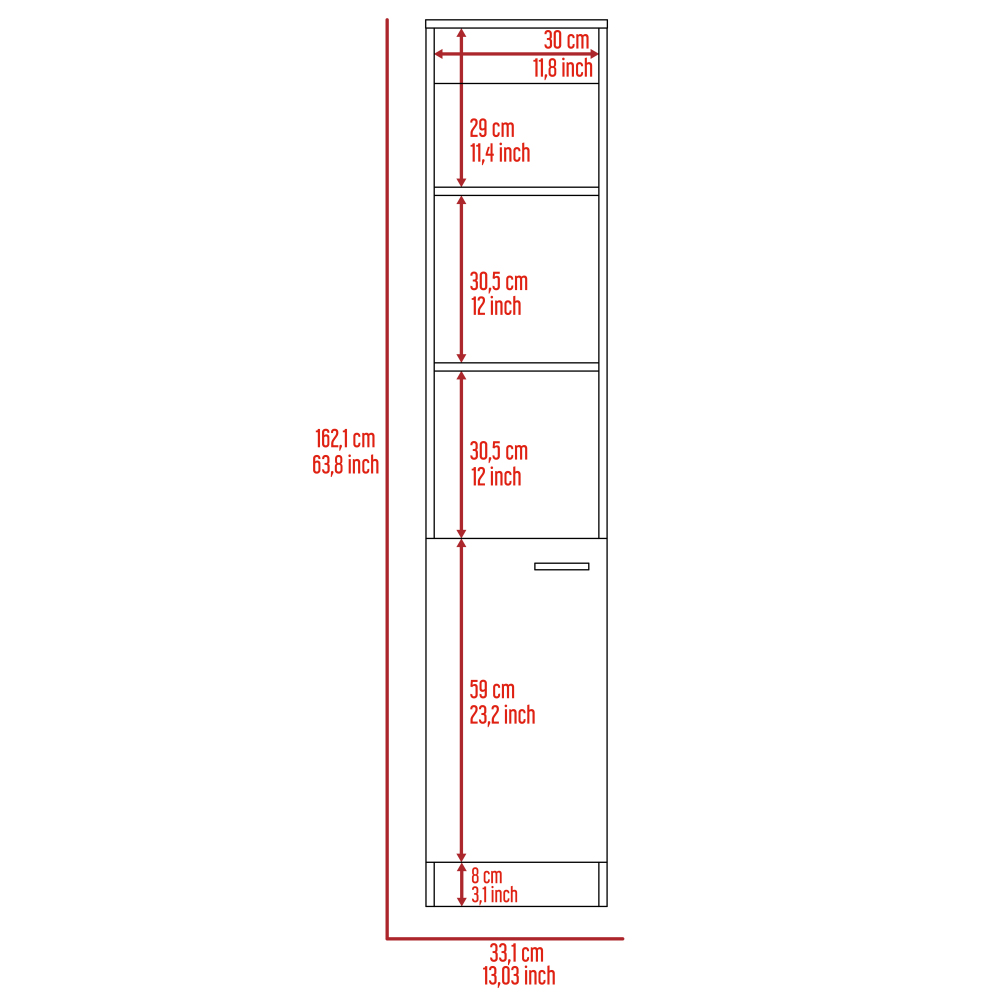 30 cm
11,8 inch
29 cm
11,4 inch
30,5 cm
12 inch
162,1 cm
63,8 inch
30,5 cm
12 inch
59 cm
23,2 inch
8 cm
3,1 inch
33,1 cm
13,03 inch